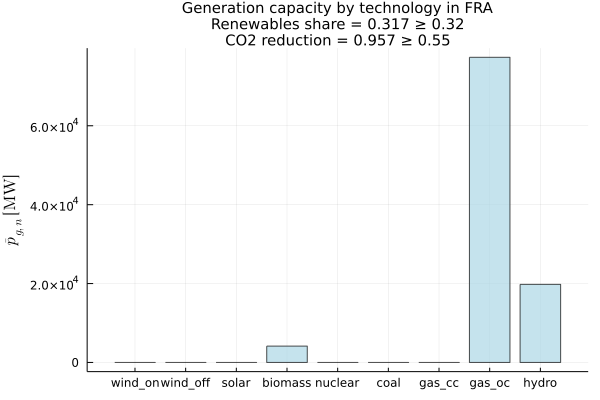 Generation capacity by technology in FRA
Renewables share = 0.317 ≥ 0.32
CO2 reduction = 0.957 ≥ 0.55
p̄_{g,n} [MW]
6.0×10⁴
4.0×10⁴
2.0×10⁴
0
wind_on wind_off solar biomass nuclear coal gas_cc gas_oc hydro